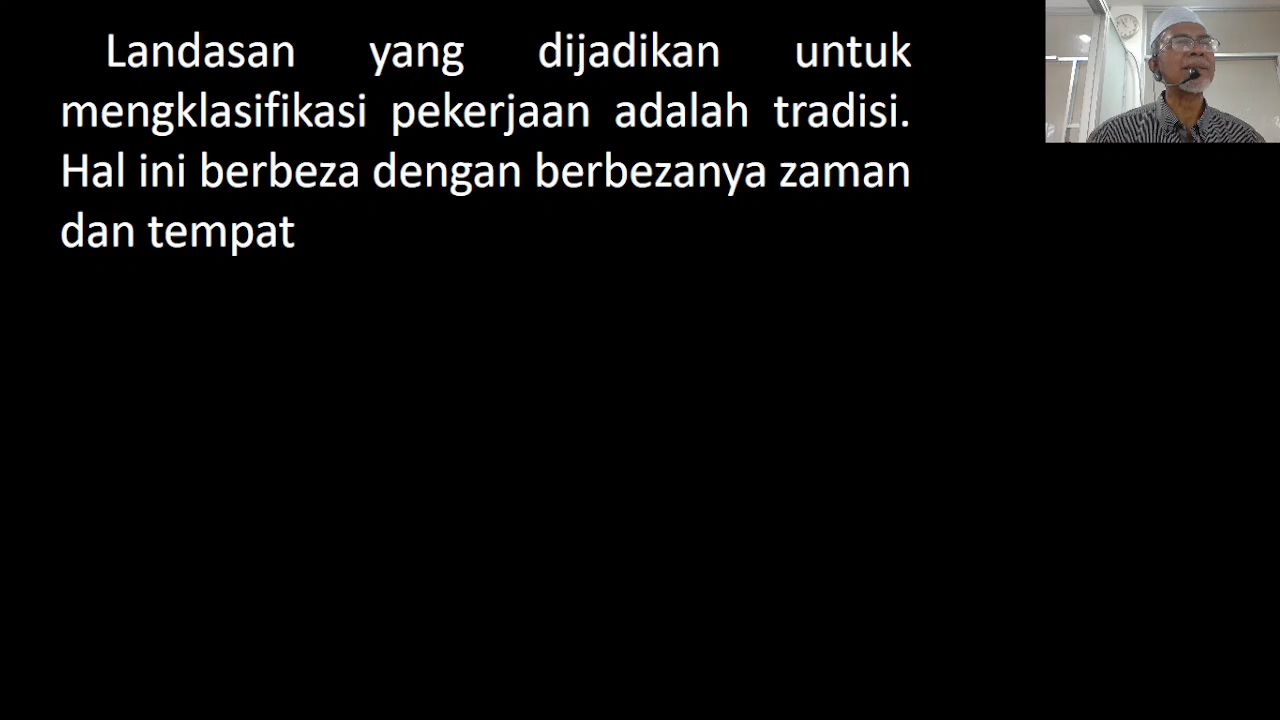 Landasan yang dijadikan untuk
mengklasifikasi pekerjaan adalah tradisi.
Hal ini berbeza dengan berbezanya zaman
dan tempat